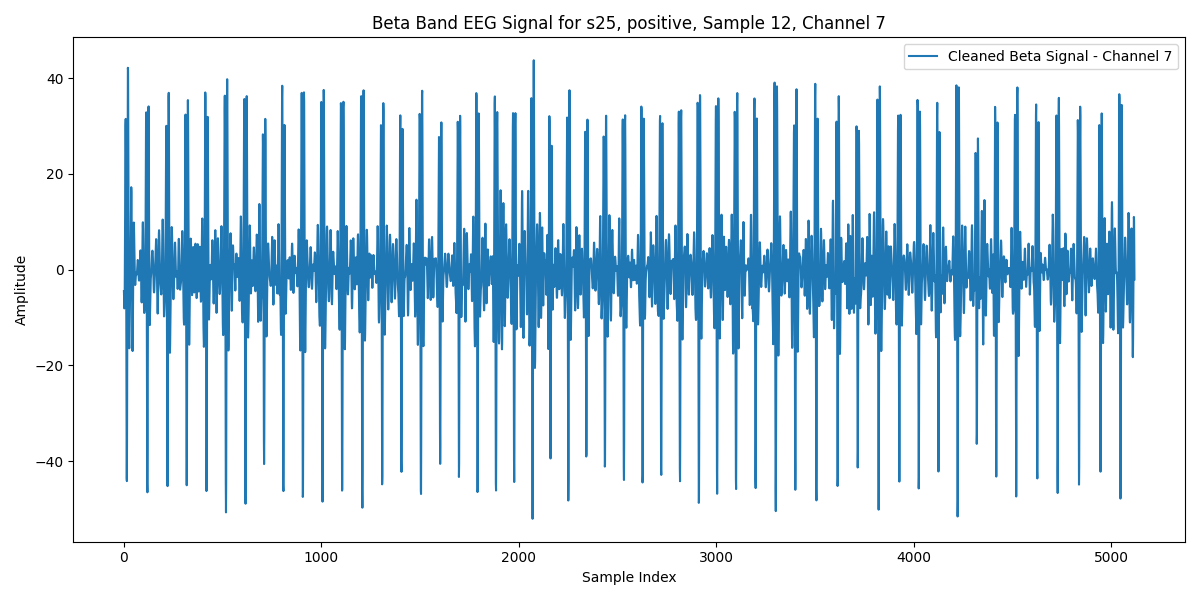 Beta Band EEG Signal for s25, positive, Sample 12, Channel 7
Cleaned Beta Signal - Channel 7
Amplitude
40
20
0
−20
−40
0 1000 2000 3000 4000 5000
Sample Index